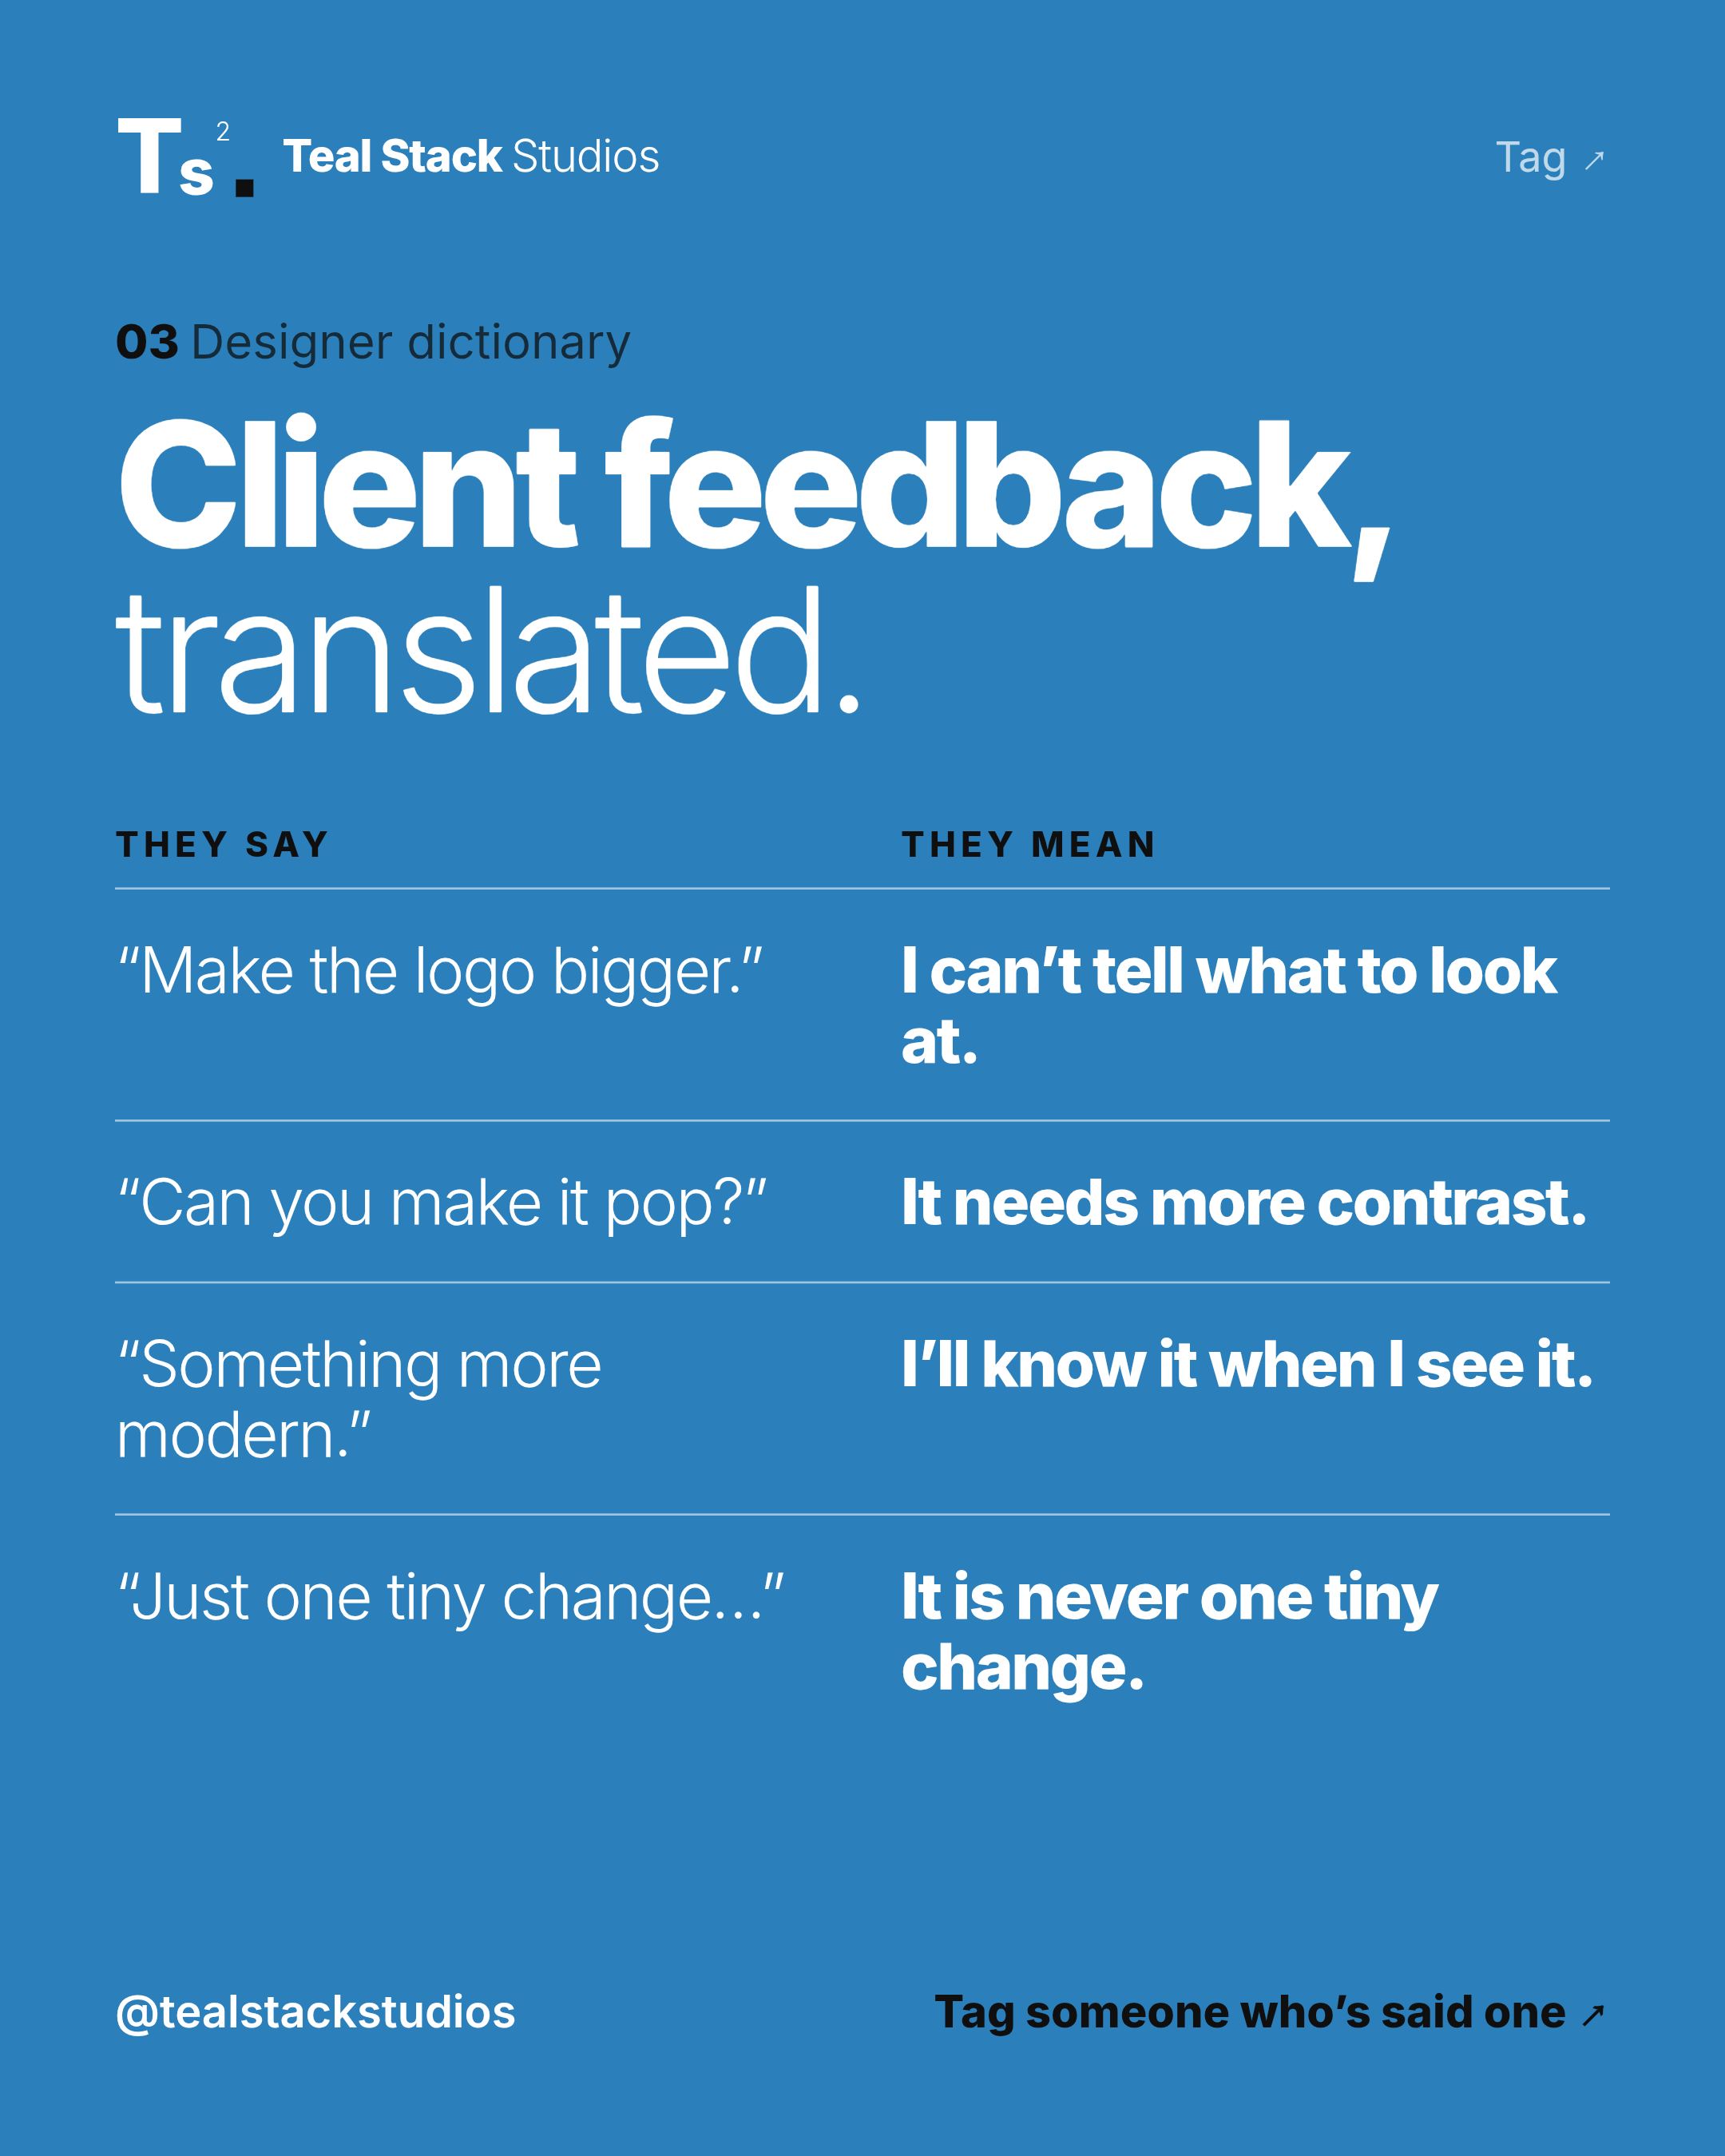 Ts2. Teal Stack Studios
Tag ↗
03 Designer dictionary
Client feedback,
translated.
THEY SAY
THEY MEAN
“Make the logo bigger.”
I can’t tell what to look
at.
“Can you make it pop?”
It needs more contrast.
“Something more
modern.”
I’ll know it when I see it.
“Just one tiny change…”
It is never one tiny
change.
@tealstackstudios
Tag someone who’s said one ↗